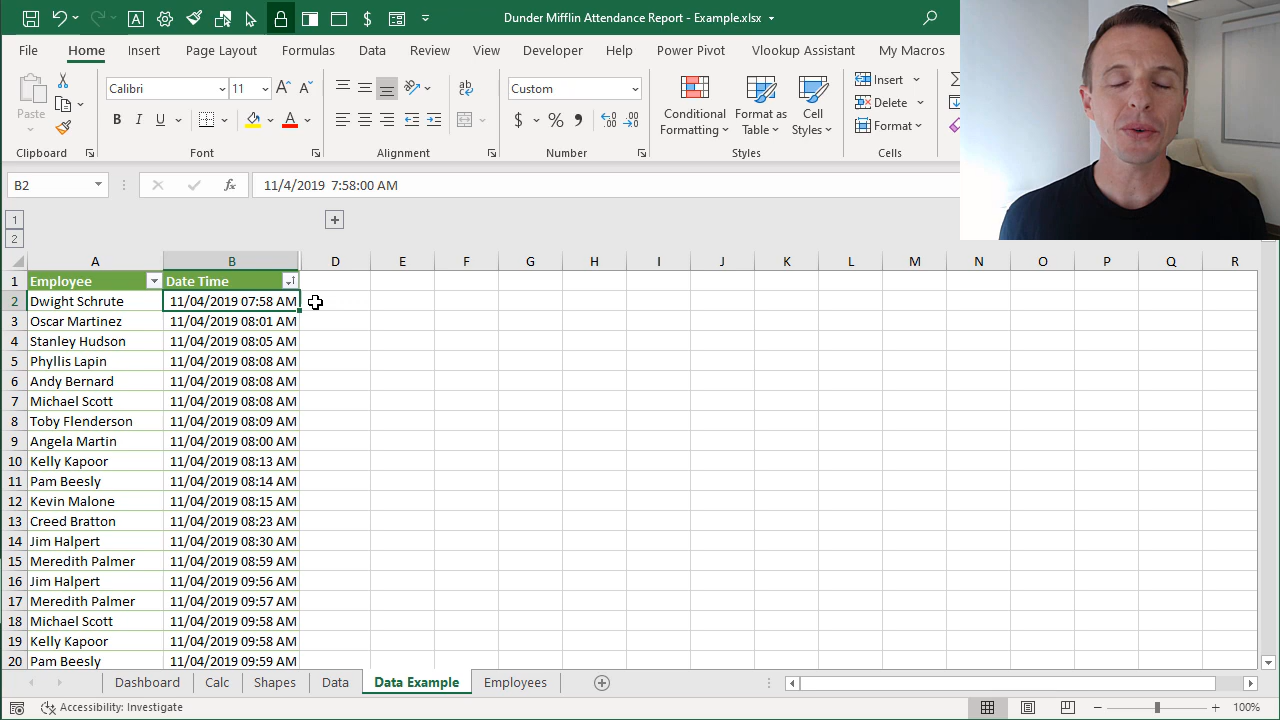 Dunder Mifflin Attendance Report - Example.xlsx
File Home Insert Page Layout Formulas Data Review View Developer Help Power Pivot Vlookup Assistant My Macros
Paste
Calibri 11
B I U A
Custom
$ % 9
Conditional Formatting
Format as Table
Cell Styles
Insert
Delete
Format
Clipboard Font Alignment Number Styles Cells
B2 fx 11/4/2019 7:58:00 AM
1
2
A B D E F G H I J K L M N O P Q R
1 Employee Date Time
2 Dwight Schrute 11/04/2019 07:58 AM
3 Oscar Martinez 11/04/2019 08:01 AM
4 Stanley Hudson 11/04/2019 08:05 AM
5 Phyllis Lapin 11/04/2019 08:08 AM
6 Andy Bernard 11/04/2019 08:08 AM
7 Michael Scott 11/04/2019 08:08 AM
8 Toby Flenderson 11/04/2019 08:09 AM
9 Angela Martin 11/04/2019 08:00 AM
10 Kelly Kapoor 11/04/2019 08:13 AM
11 Pam Beesly 11/04/2019 08:14 AM
12 Kevin Malone 11/04/2019 08:15 AM
13 Creed Bratton 11/04/2019 08:23 AM
14 Jim Halpert 11/04/2019 08:30 AM
15 Meredith Palmer 11/04/2019 08:59 AM
16 Jim Halpert 11/04/2019 09:56 AM
17 Meredith Palmer 11/04/2019 09:57 AM
18 Michael Scott 11/04/2019 09:58 AM
19 Kelly Kapoor 11/04/2019 09:58 AM
20 Pam Beesly 11/04/2019 09:59 AM
Dashboard Calc Shapes Data Data Example Employees
Accessibility: Investigate 100%